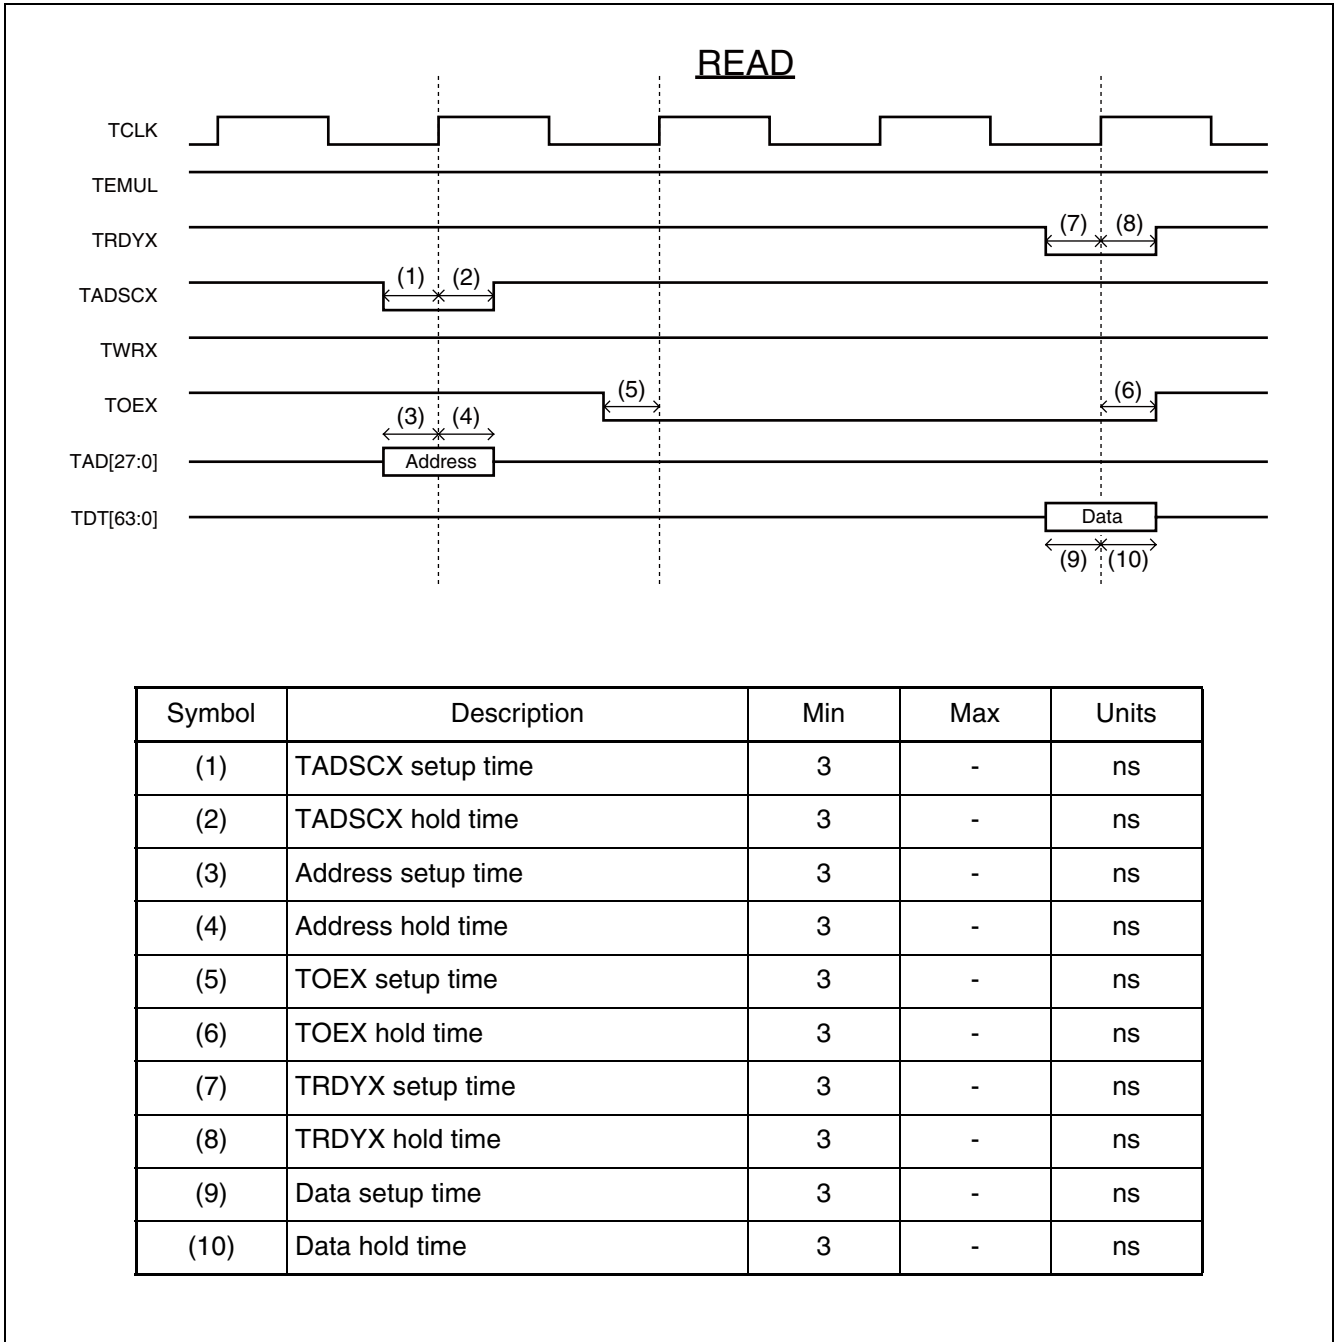 READ
TCLK
TEMUL
TRDYX (7) (8)
TADSCX (1) (2)
TWRX
TOEX (5) (6)
(3) (4)
TAD[27:0] Address
TDT[63:0] Data
(9) (10)
Symbol Description Min Max Units
(1) TADSCX setup time 3 - ns
(2) TADSCX hold time 3 - ns
(3) Address setup time 3 - ns
(4) Address hold time 3 - ns
(5) TOEX setup time 3 - ns
(6) TOEX hold time 3 - ns
(7) TRDYX setup time 3 - ns
(8) TRDYX hold time 3 - ns
(9) Data setup time 3 - ns
(10) Data hold time 3 - ns